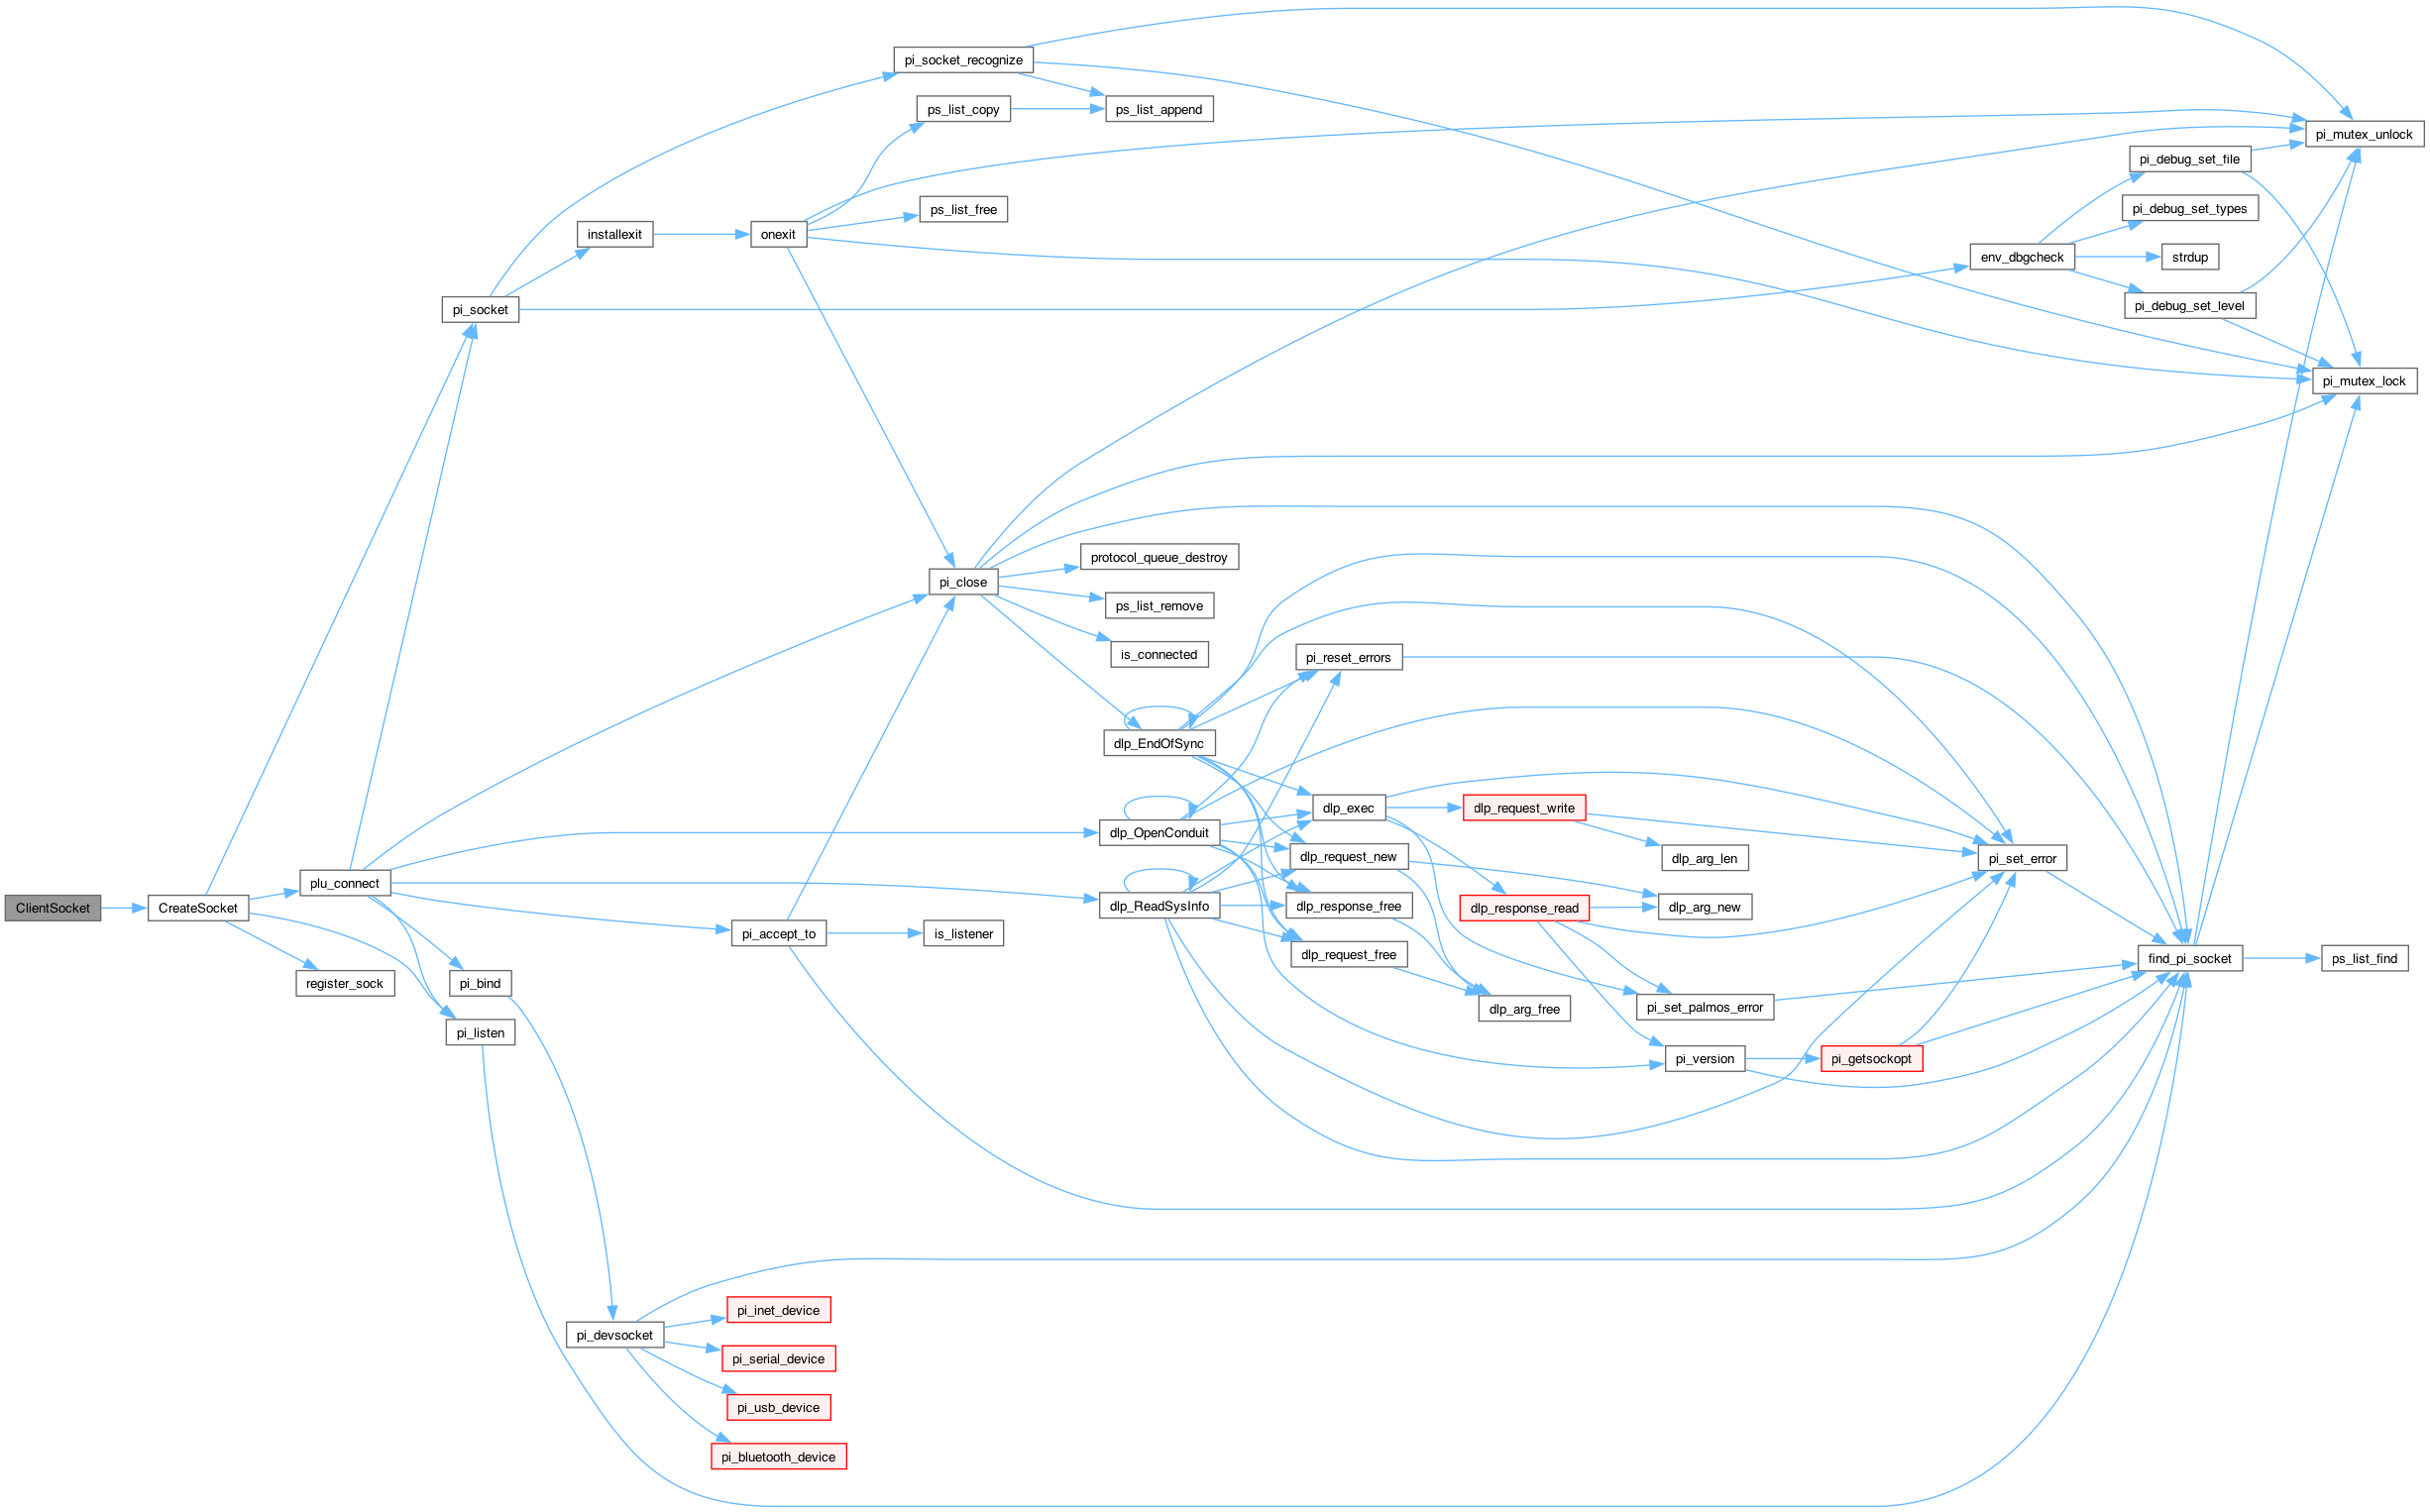 ClientSocket
CreateSocket
plu_connect
register_sock
pi_socket
pi_bind
pi_listen
installexit
pi_devsocket
onexit
pi_accept_to
pi_inet_device
pi_serial_device
pi_usb_device
pi_bluetooth_device
pi_socket_recognize
ps_list_copy
ps_list_free
pi_close
is_listener
ps_list_append
protocol_queue_destroy
ps_list_remove
is_connected
dlp_EndOfSync
dlp_OpenConduit
dlp_ReadSysInfo
pi_reset_errors
dlp_exec
dlp_request_new
dlp_response_free
dlp_request_free
dlp_request_write
dlp_response_read
dlp_arg_free
dlp_arg_len
dlp_arg_new
pi_set_palmos_error
pi_version
pi_getsockopt
env_dbgcheck
pi_set_error
pi_debug_set_file
pi_debug_set_types
strdup
pi_debug_set_level
find_pi_socket
pi_mutex_unlock
pi_mutex_lock
ps_list_find